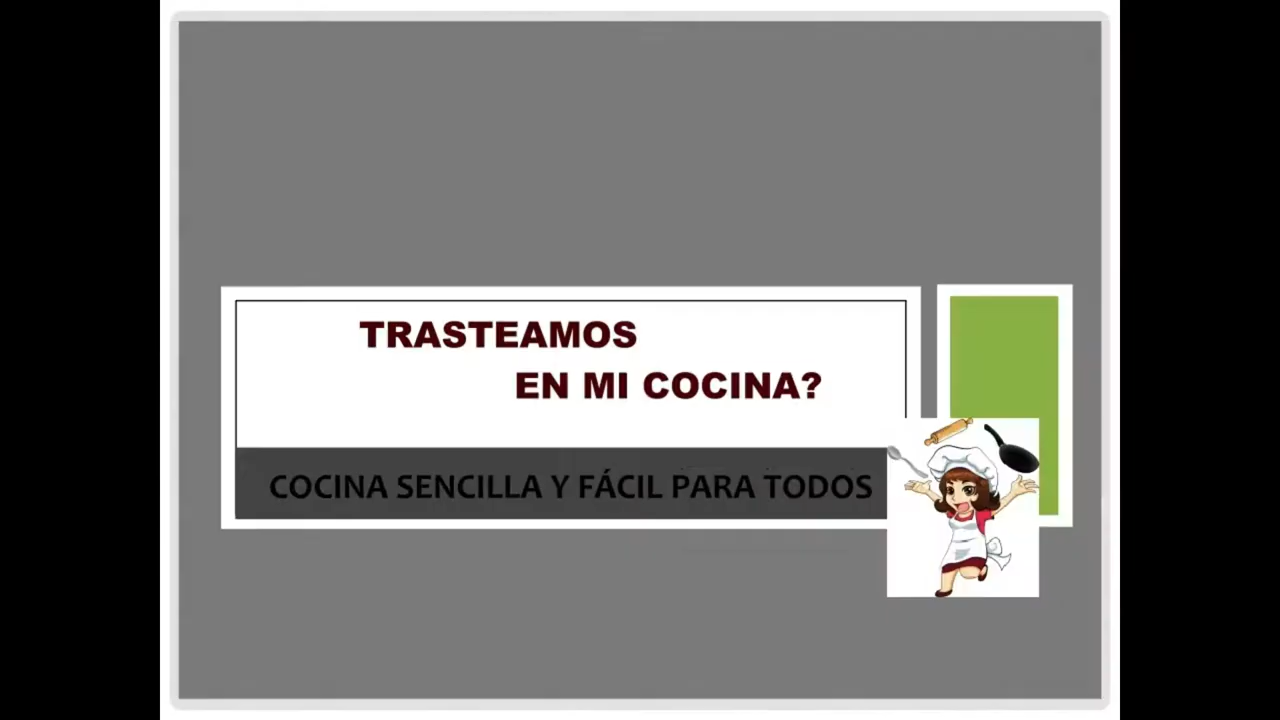 TRASTEAMOS
EN MI COCINA?
COCINA SENCILLA Y FÁCIL PARA TODOS